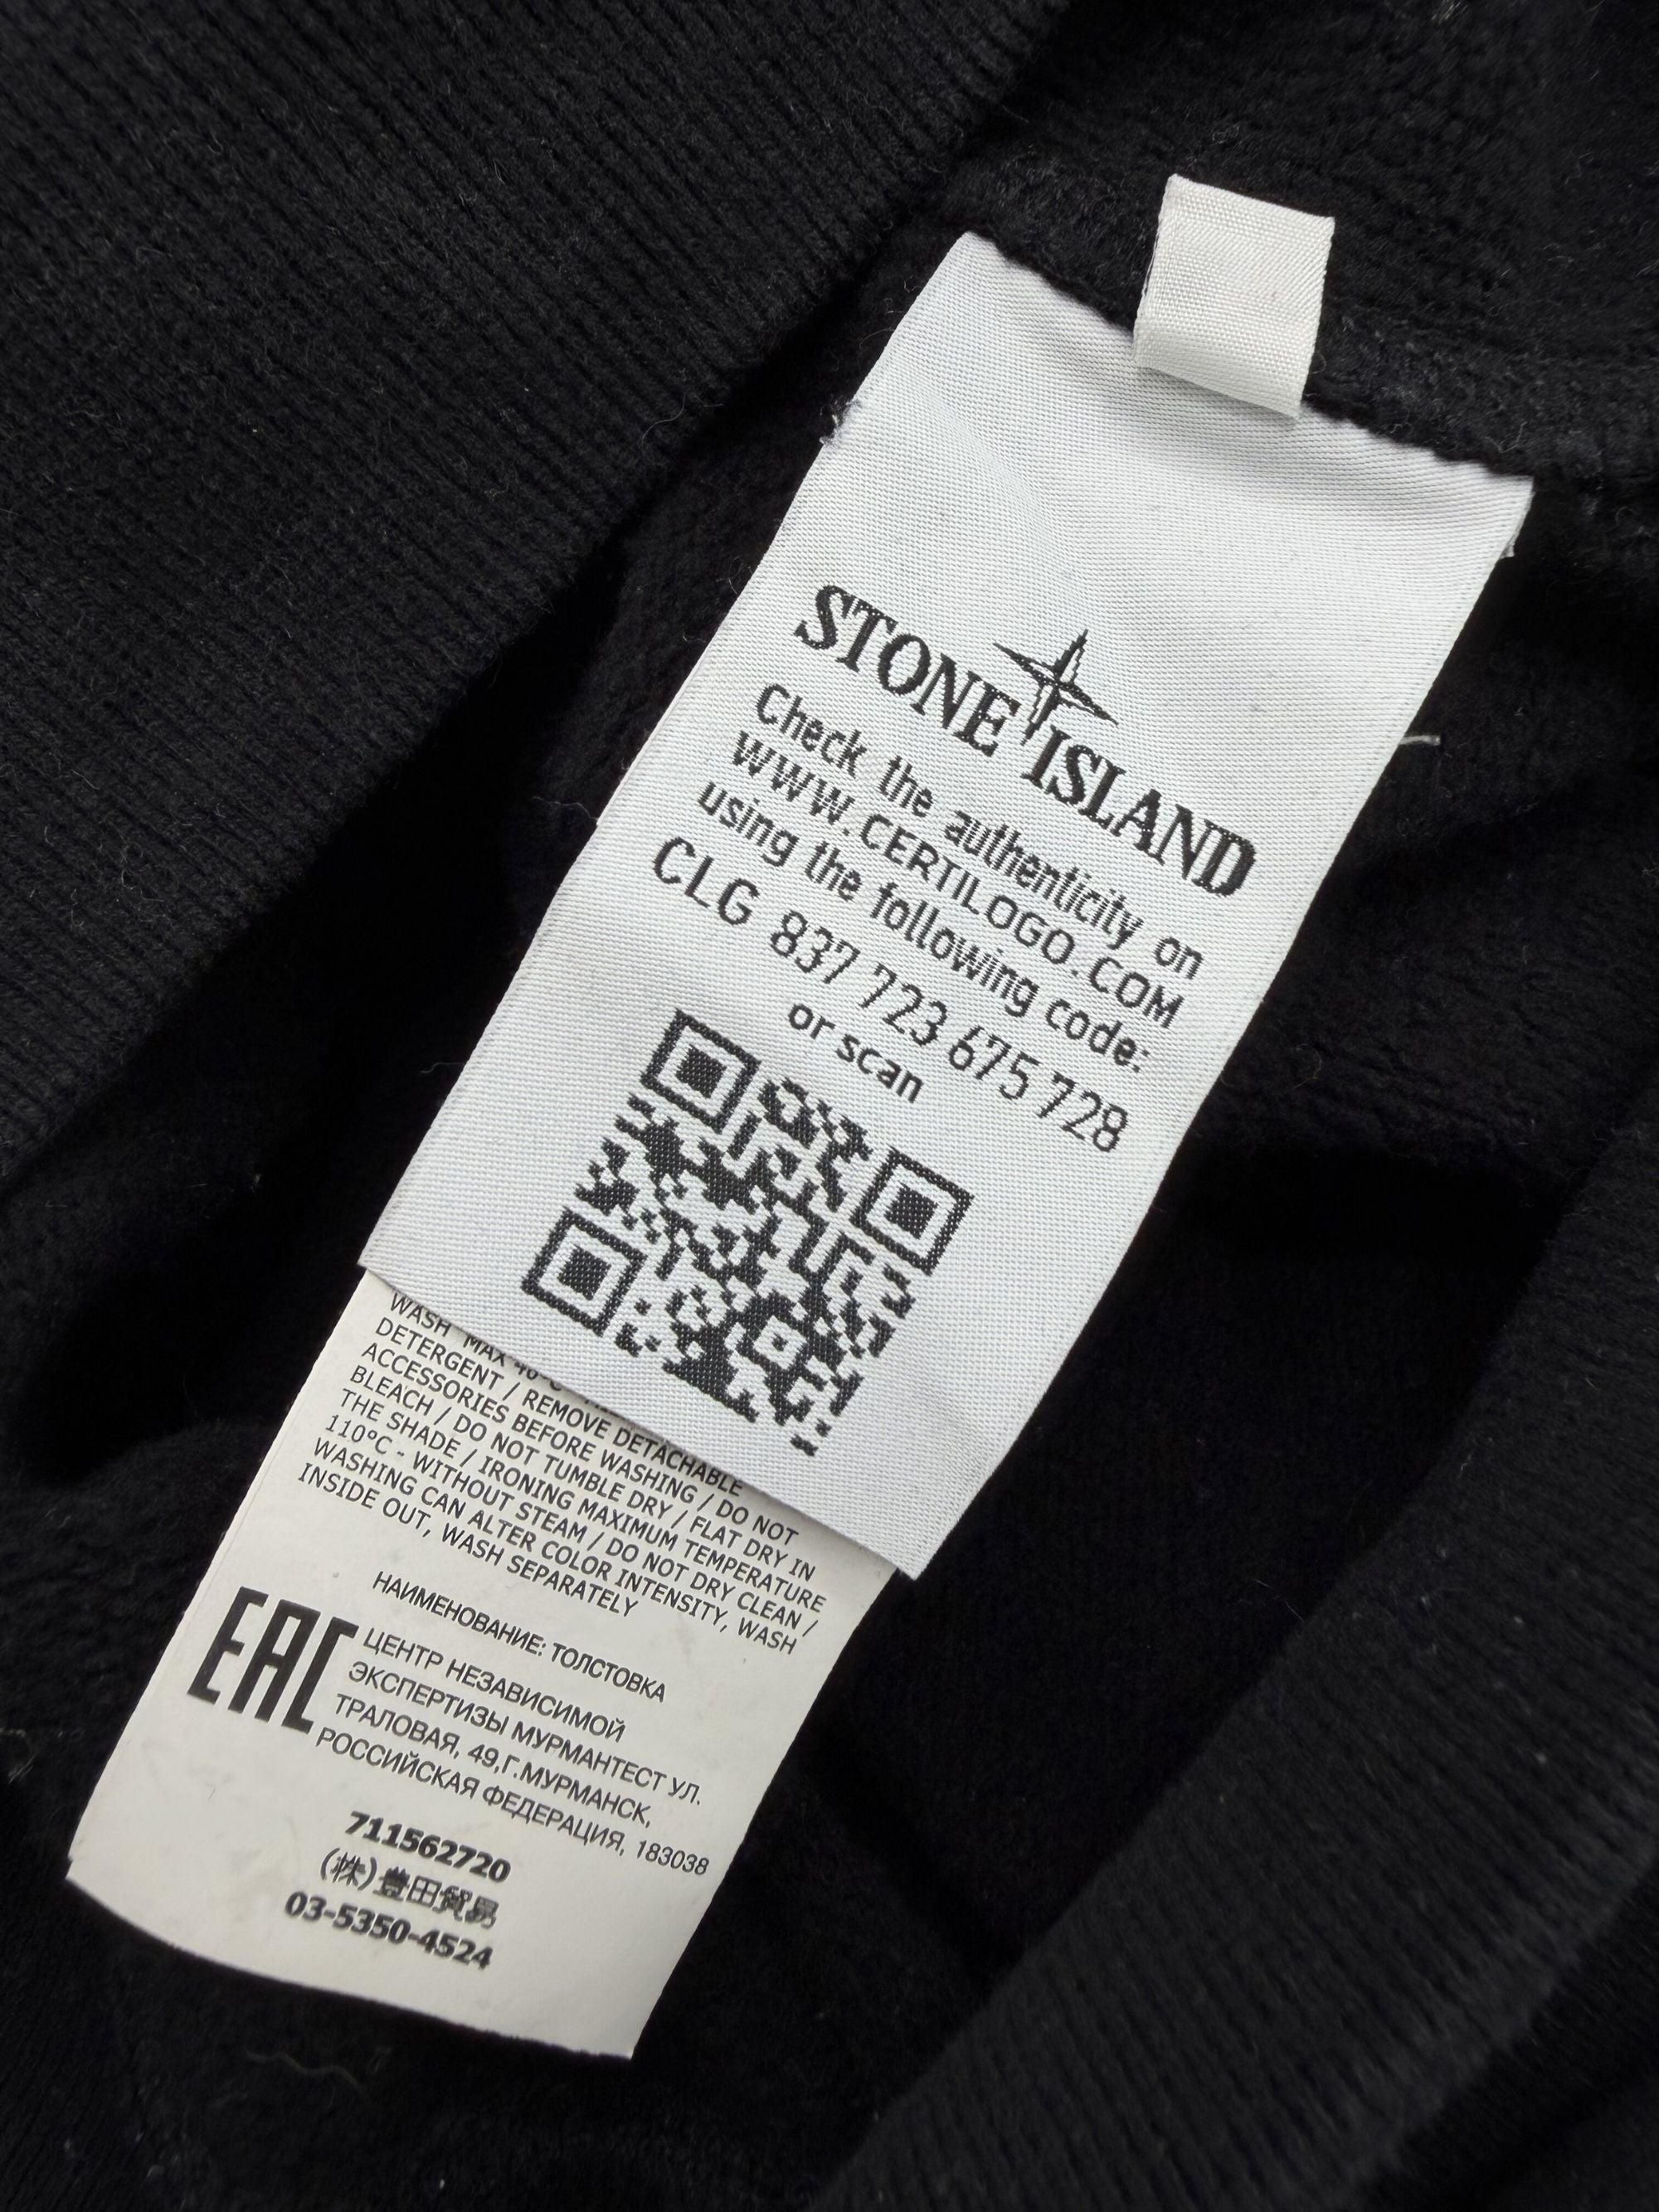 STONE ISLAND
Check the authenticity on
WWW.CERTILOGO.COM
using the following code:
CLG 837 723 675 728
or scan
WASH MAX 40°C
DETERGENT / REMOVE DETACHABLE
ACCESSORIES BEFORE WASHING / DO NOT
BLEACH / DO NOT TUMBLE DRY / FLAT DRY IN
THE SHADE / IRONING MAXIMUM TEMPERATURE
110°C - WITHOUT STEAM / DO NOT DRY CLEAN /
WASHING CAN ALTER COLOR INTENSITY, WASH
INSIDE OUT, WASH SEPARATELY
НАИМЕНОВАНИЕ: ТОЛСТОВКА
EAC
ЦЕНТР НЕЗАВИСИМОЙ
ЭКСПЕРТИЗЫ МУРМАНТЕСТ УЛ.
ТРАЛОВАЯ, 49,Г.МУРМАНСК,
РОССИЙСКАЯ ФЕДЕРАЦИЯ, 183038
711562720
(株)豊田貿易
03-5350-4524